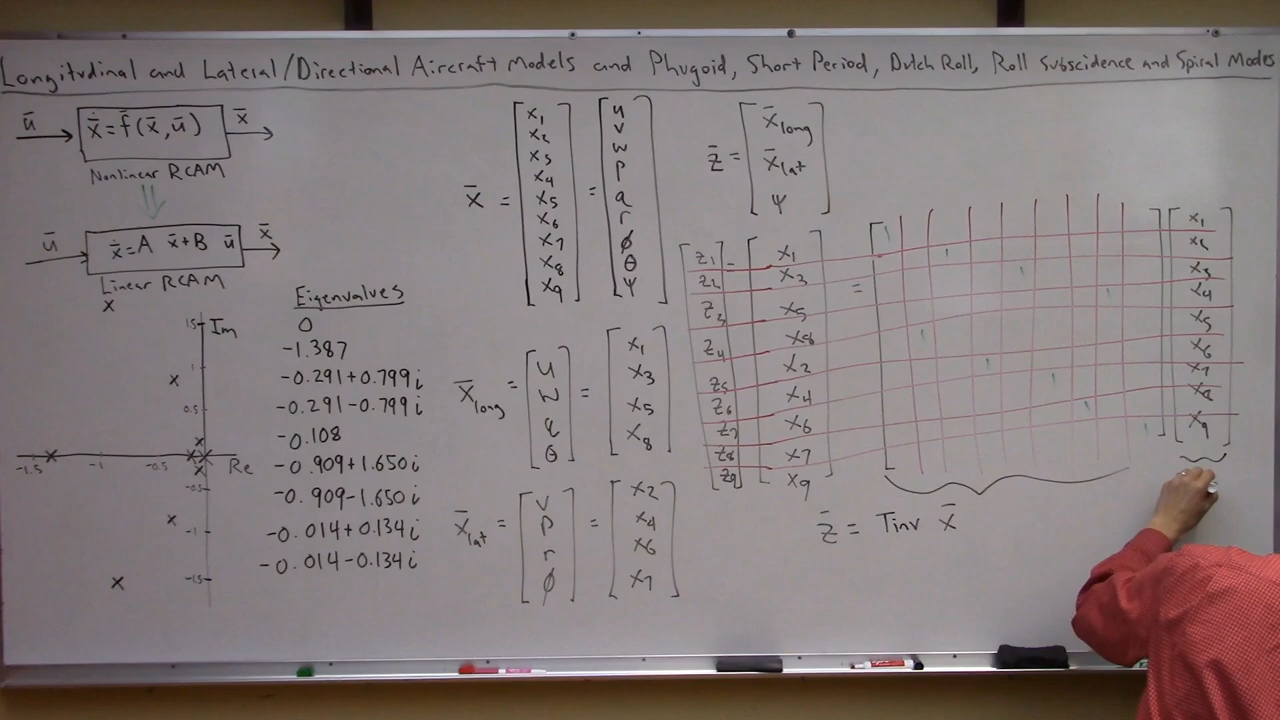 Longitudinal and Lateral/Directional Aircraft Models and Phugoid, Short Period, Dutch Roll, Roll Subscidence and Spiral Modes
ū
ẋ̄ = f̄(x̄, ū)
x̄
Nonlinear RCAM
⇓
ū
ẋ̄ = A x̄ + B ū
x̄
Linear RCAM
1.5
Im
1
0.5
-1.5
-1
-0.5
Re
-0.5
-1
-1.5
Eigenvalues
0
-1.387
-0.291+0.799i
-0.291-0.799i
-0.108
-0.909+1.650i
-0.909-1.650i
-0.014+0.134i
-0.014-0.134i
x̄ =
x1
x2
x3
x4
x5
x6
x7
x8
x9
=
u
v
w
p
q
r
ϕ
θ
ψ
x̄long =
u
w
q
θ
=
x1
x3
x5
x8
x̄lat =
v
p
r
ϕ
=
x2
x4
x6
x7
z̄ =
x̄long
x̄lat
ψ
z1
z2
z3
z4
z5
z6
z7
z8
z9
=
x1
x3
x5
x8
x2
x4
x6
x7
x9
=
x1
x2
x3
x4
x5
x6
x7
x8
x9
z̄ = Tinv x̄